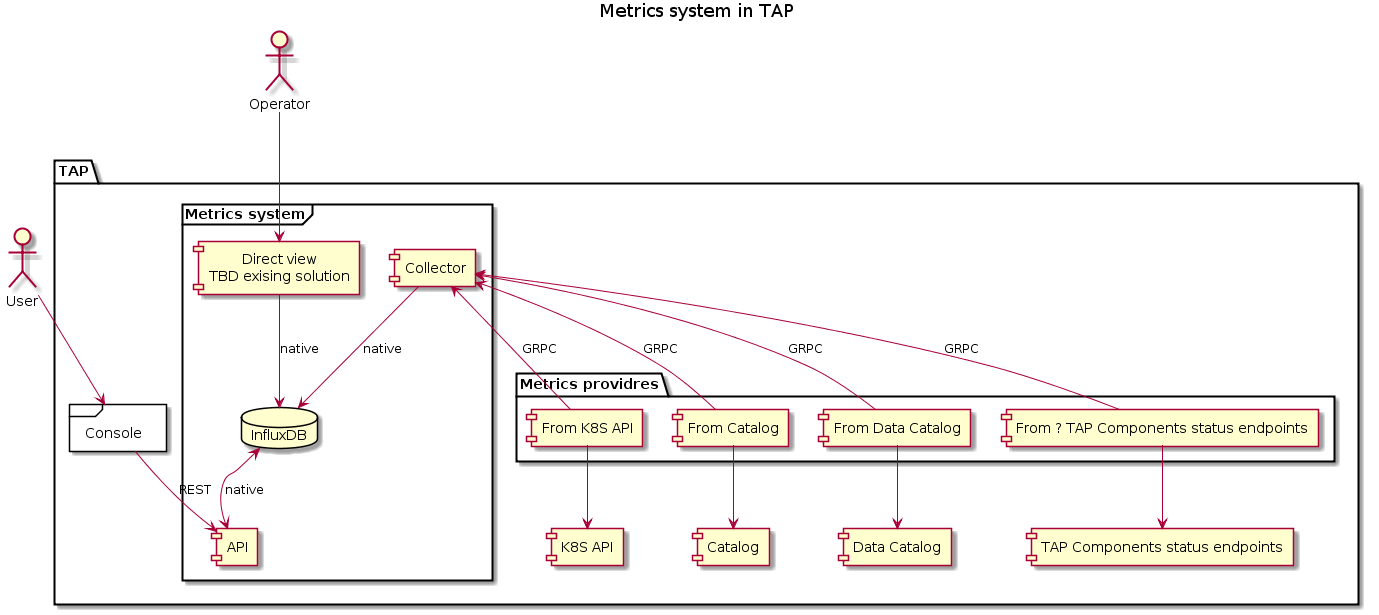 Metrics system in TAP
Operator
TAP
Metrics system
Direct view
TBD exising solution
Collector
User
native
native
GRPC
GRPC
GRPC
GRPC
Metrics providres
Console
InfluxDB
From K8S API
From Catalog
From Data Catalog
From ? TAP Components status endpoints
REST
native
API
K8S API
Catalog
Data Catalog
TAP Components status endpoints